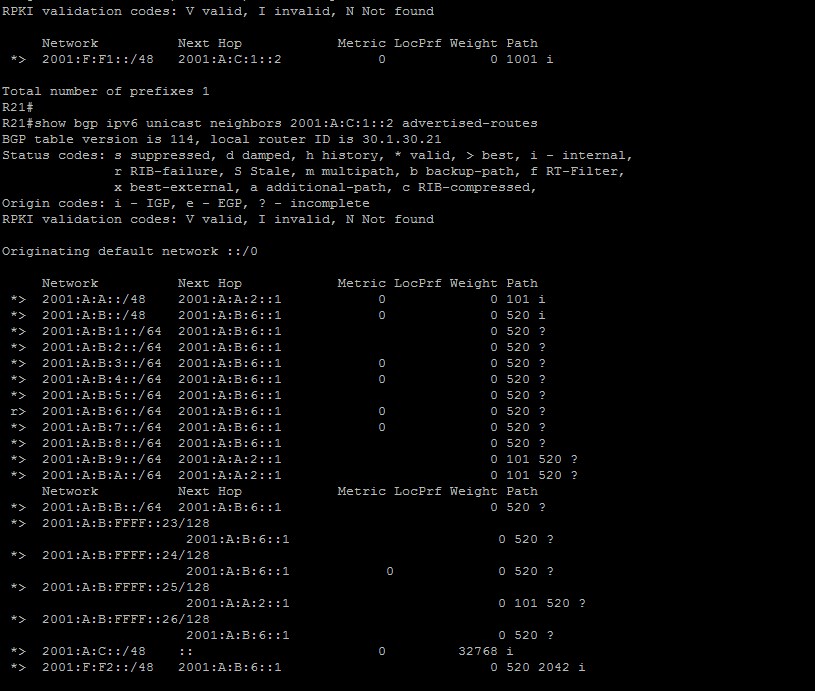 RPKI validation codes: V valid, I invalid, N Not found
Network Next Hop Metric LocPrf Weight Path
*> 2001:F:F1::/48 2001:A:C:1::2 0 0 1001 i
Total number of prefixes 1
R21#
R21#show bgp ipv6 unicast neighbors 2001:A:C:1::2 advertised-routes
BGP table version is 114, local router ID is 30.1.30.21
Status codes: s suppressed, d damped, h history, * valid, > best, i - internal,
r RIB-failure, S Stale, m multipath, b backup-path, f RT-Filter,
x best-external, a additional-path, c RIB-compressed,
Origin codes: i - IGP, e - EGP, ? - incomplete
RPKI validation codes: V valid, I invalid, N Not found
Originating default network ::/0
Network Next Hop Metric LocPrf Weight Path
*> 2001:A:A::/48 2001:A:A:2::1 0 0 101 i
*> 2001:A:B::/48 2001:A:B:6::1 0 0 520 i
*> 2001:A:B:1::/64 2001:A:B:6::1 0 520 ?
*> 2001:A:B:2::/64 2001:A:B:6::1 0 520 ?
*> 2001:A:B:3::/64 2001:A:B:6::1 0 0 520 ?
*> 2001:A:B:4::/64 2001:A:B:6::1 0 0 520 ?
*> 2001:A:B:5::/64 2001:A:B:6::1 0 520 ?
r> 2001:A:B:6::/64 2001:A:B:6::1 0 0 520 ?
*> 2001:A:B:7::/64 2001:A:B:6::1 0 0 520 ?
*> 2001:A:B:8::/64 2001:A:B:6::1 0 520 ?
*> 2001:A:B:9::/64 2001:A:A:2::1 0 101 520 ?
*> 2001:A:B:A::/64 2001:A:A:2::1 0 101 520 ?
Network Next Hop Metric LocPrf Weight Path
*> 2001:A:B:B::/64 2001:A:B:6::1 0 520 ?
*> 2001:A:B:FFFF::23/128
2001:A:B:6::1 0 520 ?
*> 2001:A:B:FFFF::24/128
2001:A:B:6::1 0 0 520 ?
*> 2001:A:B:FFFF::25/128
2001:A:A:2::1 0 101 520 ?
*> 2001:A:B:FFFF::26/128
2001:A:B:6::1 0 520 ?
*> 2001:A:C::/48 :: 0 32768 i
*> 2001:F:F2::/48 2001:A:B:6::1 0 520 2042 i